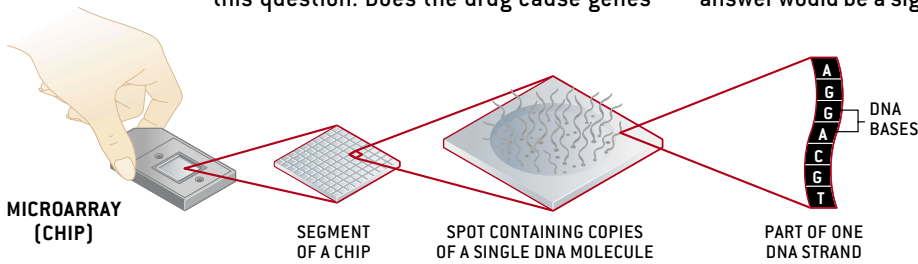 this question: Does the drug cause genes
answer would be a sig
A
G
G
A
C
G
T
DNA
BASES
MICROARRAY
(CHIP)
SEGMENT
OF A CHIP
SPOT CONTAINING COPIES
OF A SINGLE DNA MOLECULE
PART OF ONE
DNA STRAND